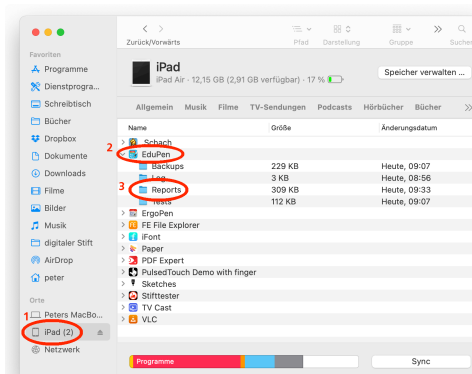 Zurück/Vorwärts
Pfad Darstellung Gruppe Suchen
Favoriten
Programme
Dienstprogra...
Schreibtisch
Bücher
Dropbox
Dokumente
Downloads
Filme
Bilder
Musik
digitaler Stift
AirDrop
peter
Orte
1 Peters MacBo...
iPad (2)
Netzwerk
iPad
iPad Air · 12,15 GB (2,91 GB verfügbar) · 17 %
Speicher verwalten ...
Allgemein Musik Filme TV-Sendungen Podcasts Hörbücher Bücher
Name Größe Änderungsdatum
Schach
2 EduPen
Backups 229 KB Heute, 09:07
Log 3 KB Heute, 08:56
3 Reports 309 KB Heute, 09:33
Tests 112 KB Heute, 09:07
ErgoPen
FE File Explorer
iFont
Paper
PDF Expert
PulsedTouch Demo with finger
Sketches
Stifttester
TV Cast
VLC
Programme
Sync